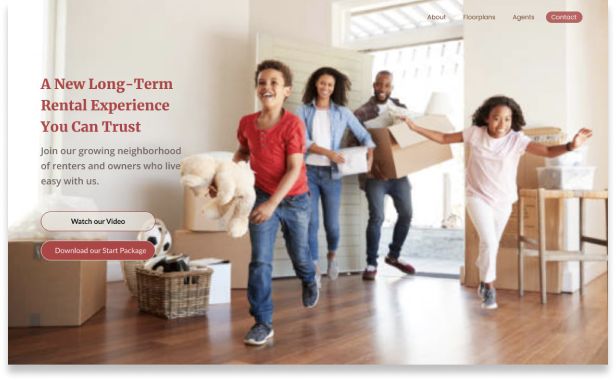 About Floorplans Agents Contact
A New Long-Term
Rental Experience
You Can Trust
Join our growing neighborhood
of renters and owners who live
easy with us.
Watch our Video
Download our Start Package